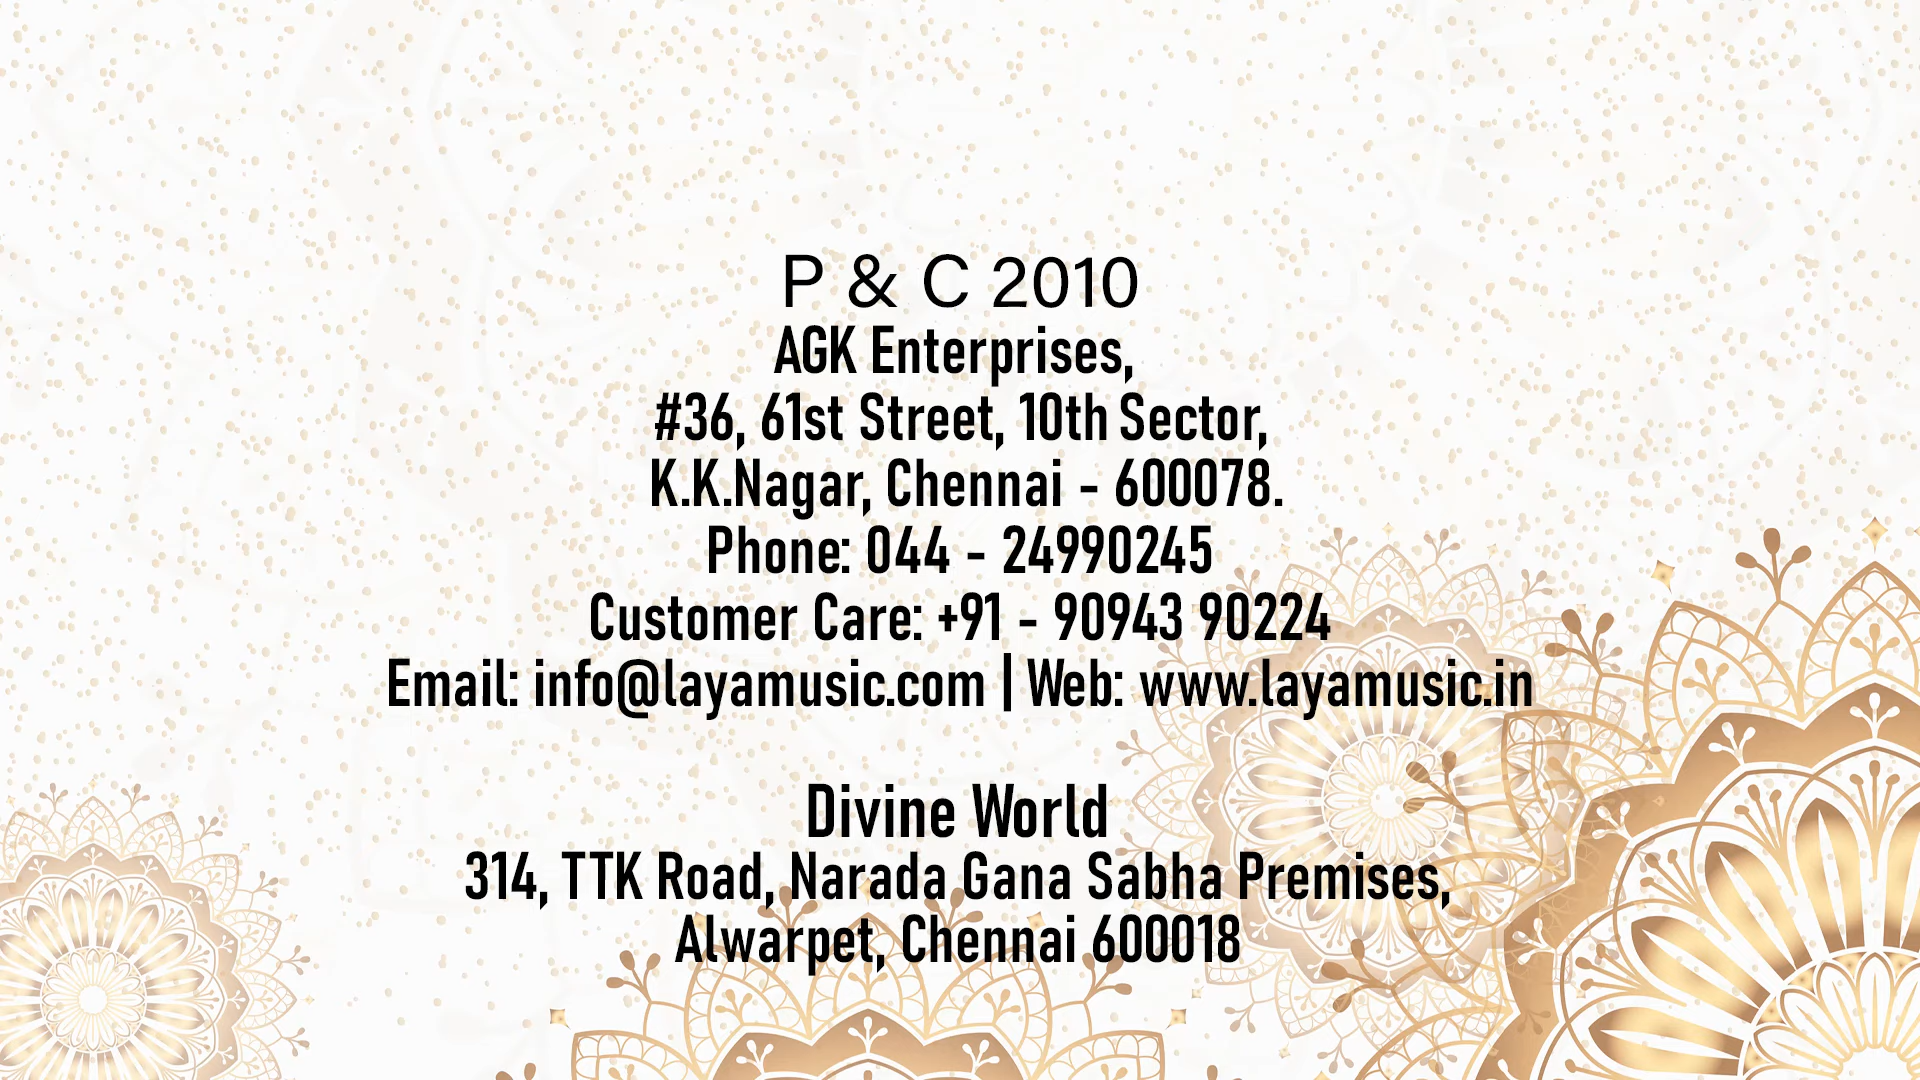 P & C 2010
AGK Enterprises,
#36, 61st Street, 10th Sector,
K.K.Nagar, Chennai - 600078.
Phone: 044 - 24990245
Customer Care: +91 - 90943 90224
Email: info@layamusic.com | Web: www.layamusic.in
Divine World
314, TTK Road, Narada Gana Sabha Premises,
Alwarpet, Chennai 600018